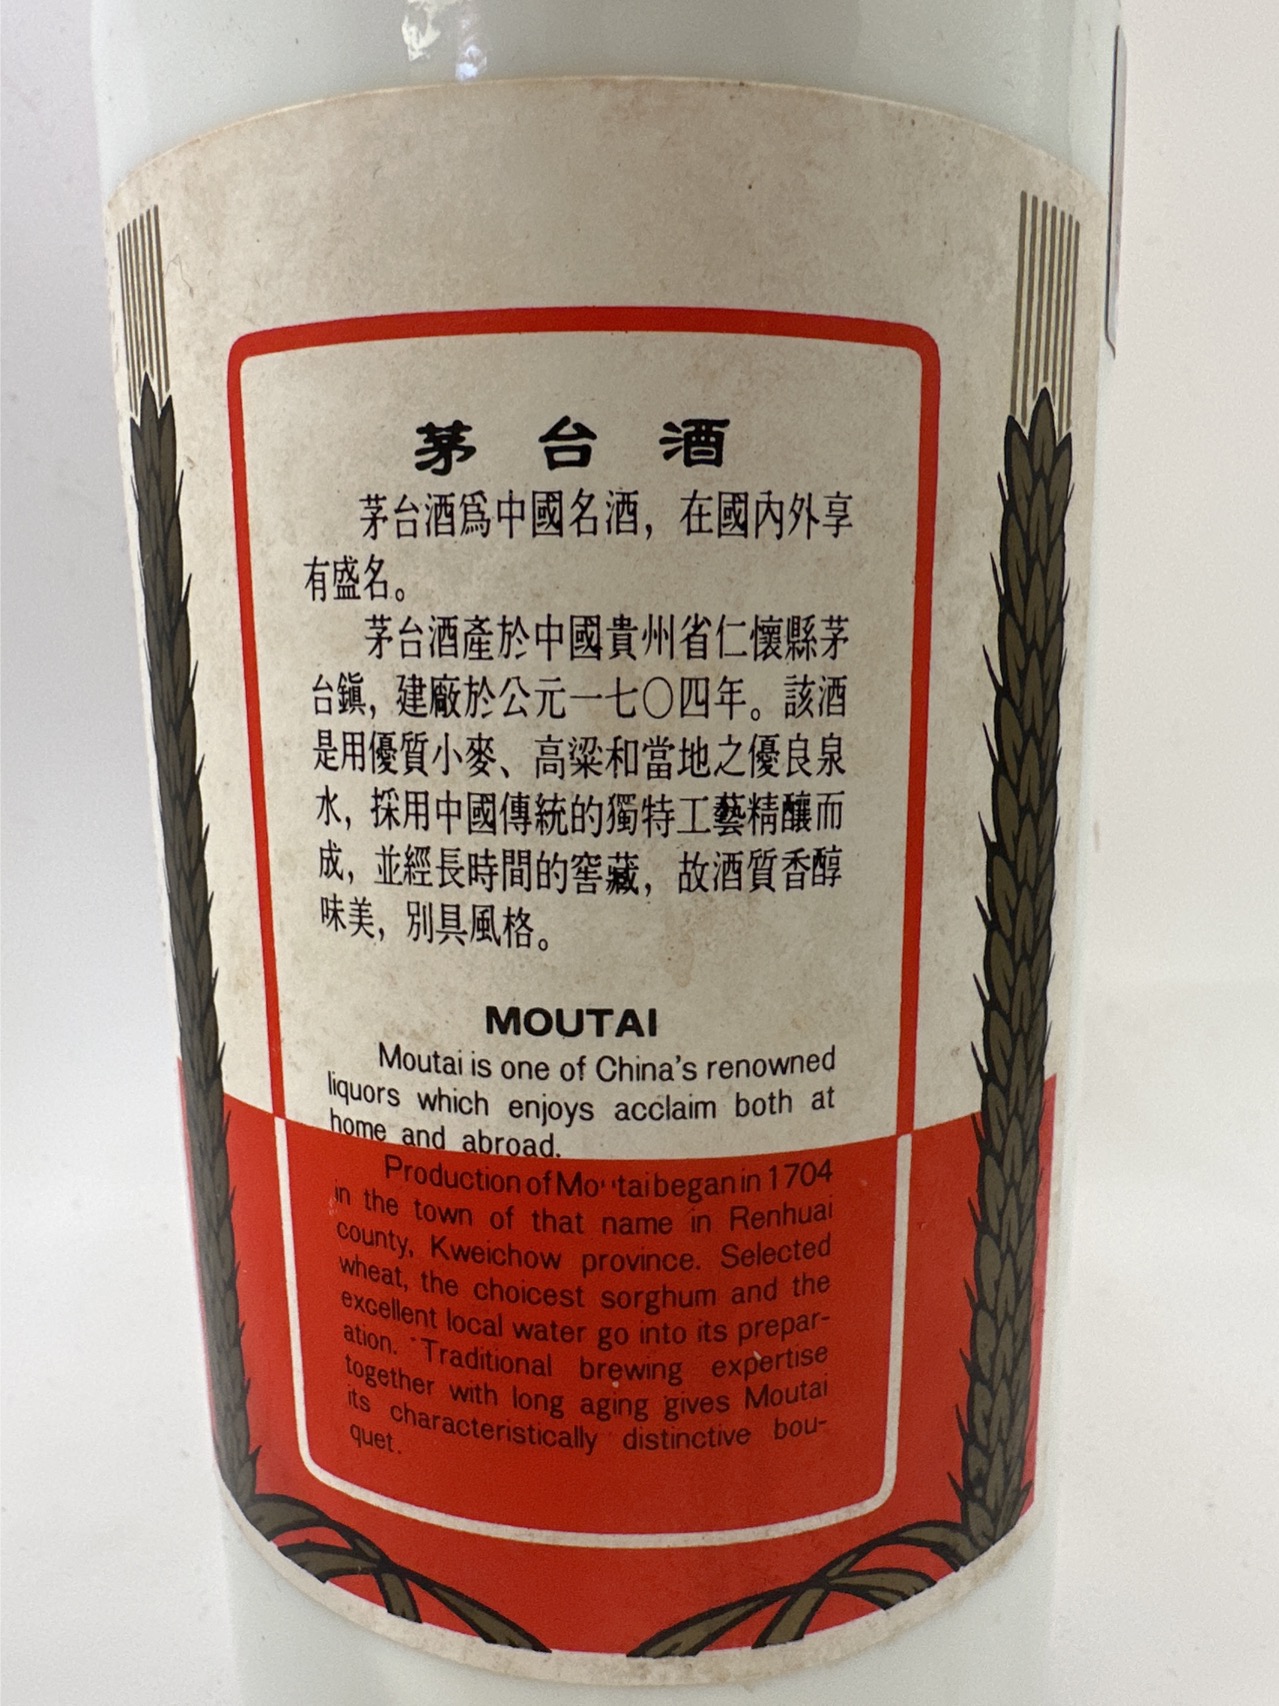 茅台酒
茅台酒爲中國名酒，在國內外享
有盛名。
茅台酒產於中國貴州省仁懷縣茅
台鎮，建廠於公元一七〇四年。該酒
是用優質小麥、高粱和當地之優良泉
水，採用中國傳統的獨特工藝精釀而
成，並經長時間的窖藏，故酒質香醇
味美，別具風格。
MOUTAI
Moutai is one of China's renowned
liquors which enjoys acclaim both at
home and abroad.
Production of Moutai began in 1704
in the town of that name in Renhuai
county, Kweichow province. Selected
wheat, the choicest sorghum and the
excellent local water go into its prepar-
ation. Traditional brewing expertise
together with long aging gives Moutai
its characteristically distinctive bou-
quet.